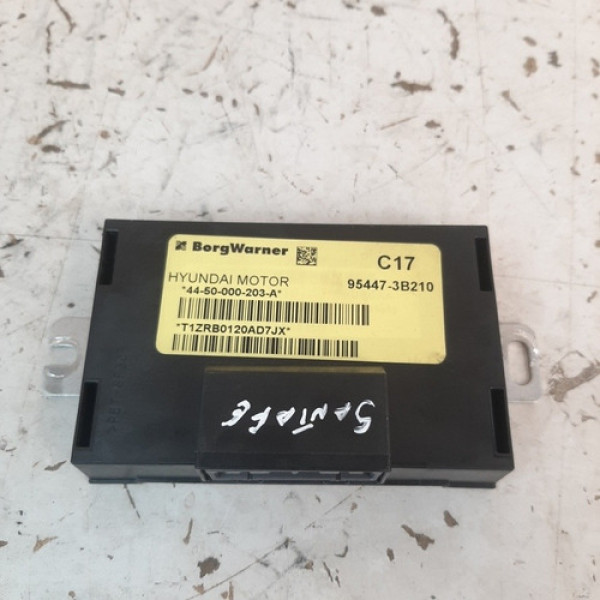 BorgWarner
C17
HYUNDAI MOTOR
95447-3B210
"44-50-000-203-A"
"T1ZRB0120AD7JX"
SANTAFE